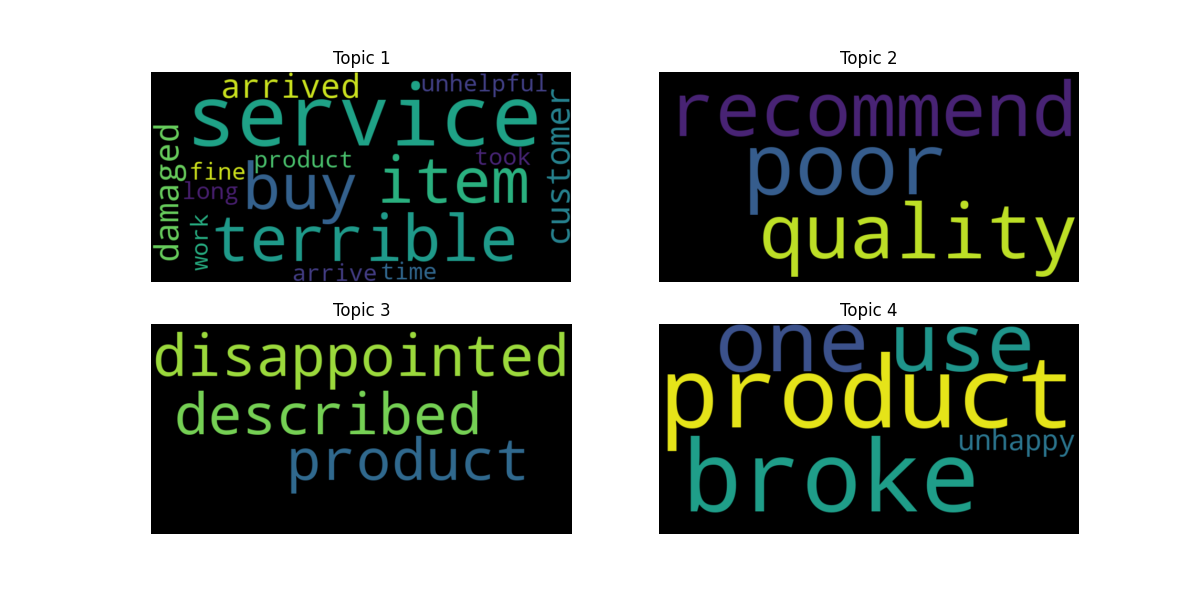 Topic 1
arrived unhelpful
service
customer
damaged
product took
fine
long buy item
work terrible
arrive time
Topic 2
recommend
poor
quality
Topic 3
disappointed
described
product
Topic 4
one use
product
unhappy
broke